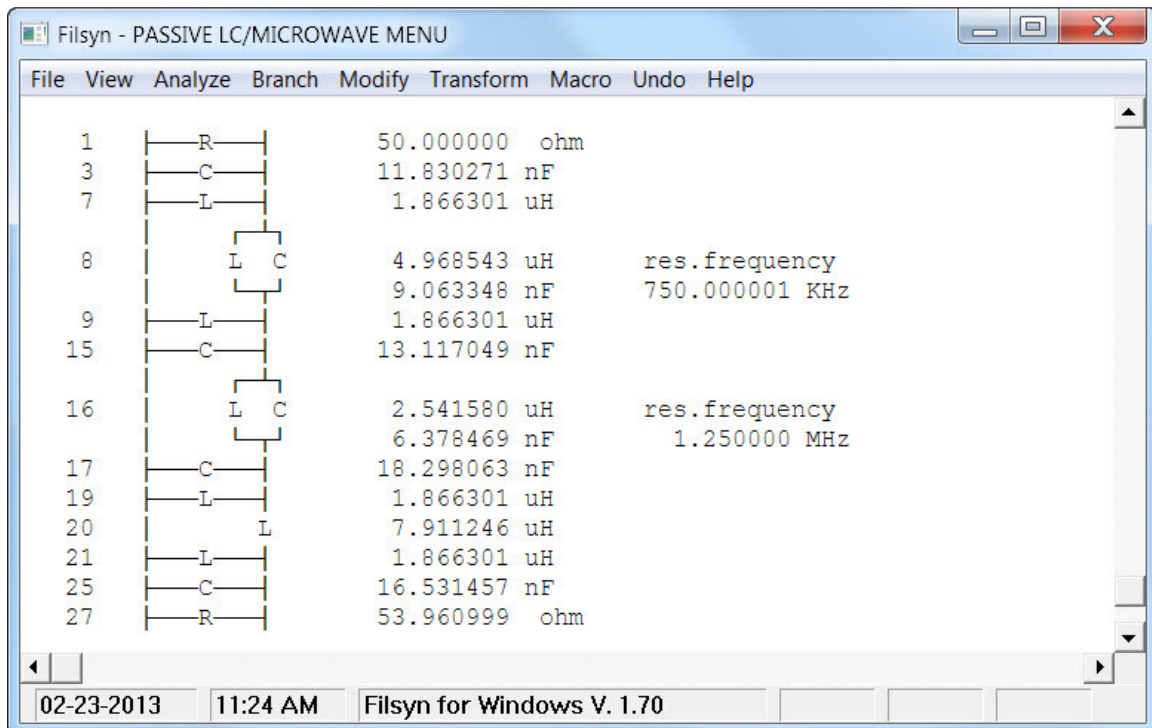 Filsyn - PASSIVE LC/MICROWAVE MENU
File View Analyze Branch Modify Transform Macro Undo Help
1 R 50.000000 ohm
3 C 11.830271 nF
7 L 1.866301 uH
8 L C 4.968543 uH res.frequency
9.063348 nF 750.000001 KHz
9 L 1.866301 uH
15 C 13.117049 nF
16 L C 2.541580 uH res.frequency
6.378469 nF 1.250000 MHz
17 C 18.298063 nF
19 L 1.866301 uH
20 L 7.911246 uH
21 L 1.866301 uH
25 C 16.531457 nF
27 R 53.960999 ohm
02-23-2013 11:24 AM Filsyn for Windows V. 1.70